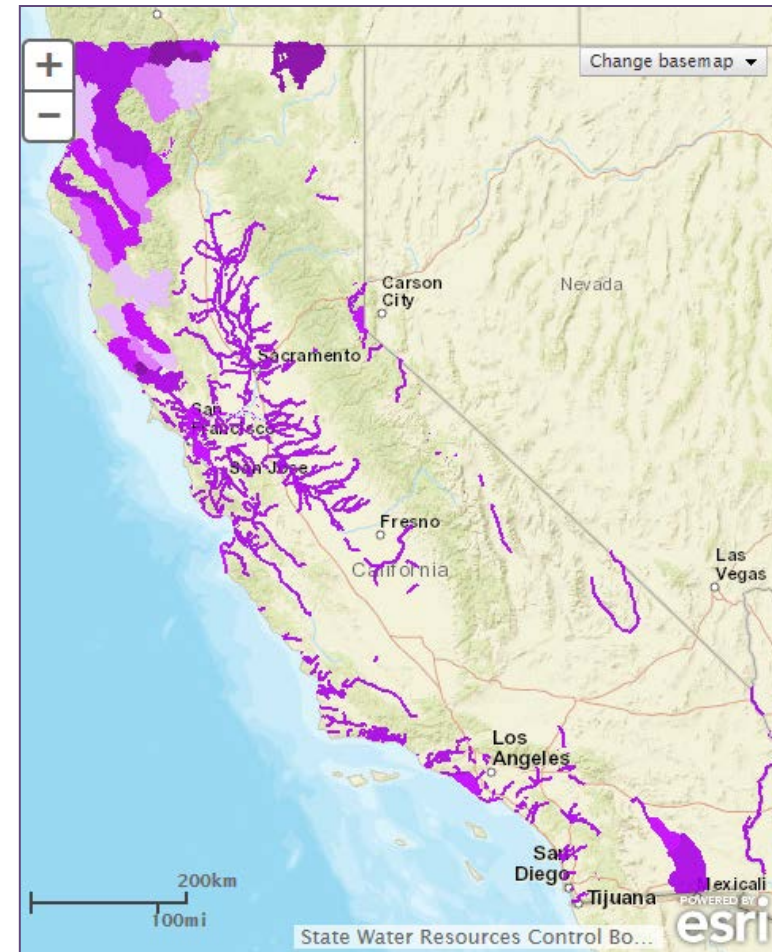 +
Change basemap ▼
−
Carson
City
Nevada
Sacramento
San
Francisco
San Jose
Fresno
California
Las
Vegas
Los
Angeles
San
Diego
Tijuana
Mexicali
200km
100mi
POWERED BY
esri
State Water Resources Control Bo...